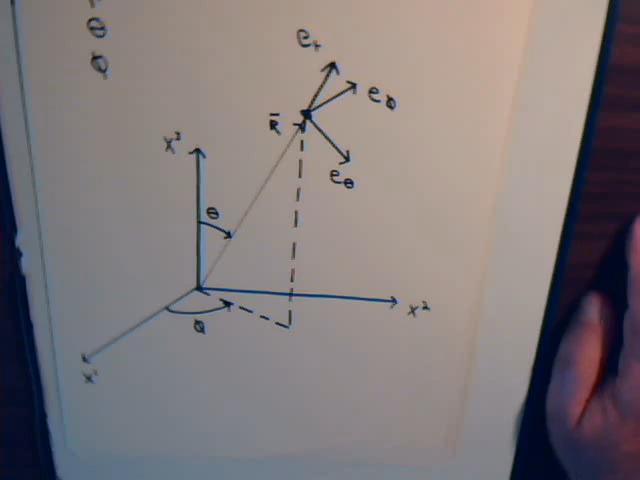 θ
φ
e_r
e_φ
R̄
x³
e_θ
θ
x²
φ
x¹